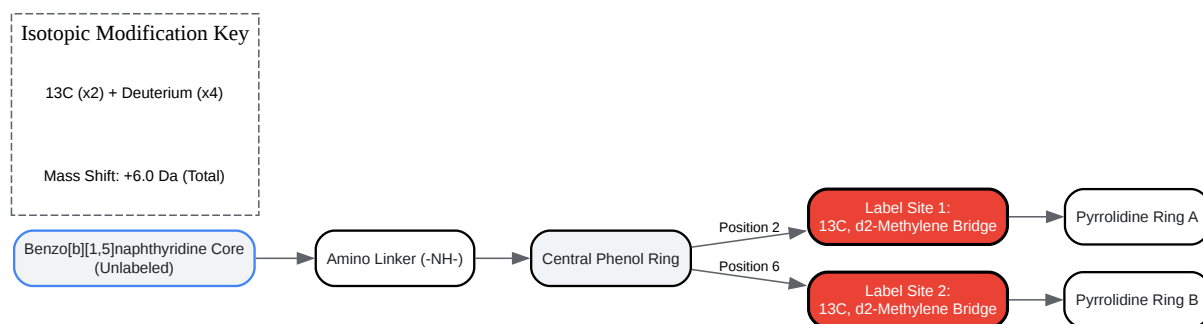 Isotopic Modification Key
13C (x2) + Deuterium (x4)
Mass Shift: +6.0 Da (Total)
Benzo[b][1,5]naphthyridine Core
(Unlabeled)
Amino Linker (-NH-)
Central Phenol Ring
Position 2
Position 6
Label Site 1:
13C, d2-Methylene Bridge
Pyrrolidine Ring A
Label Site 2:
13C, d2-Methylene Bridge
Pyrrolidine Ring B